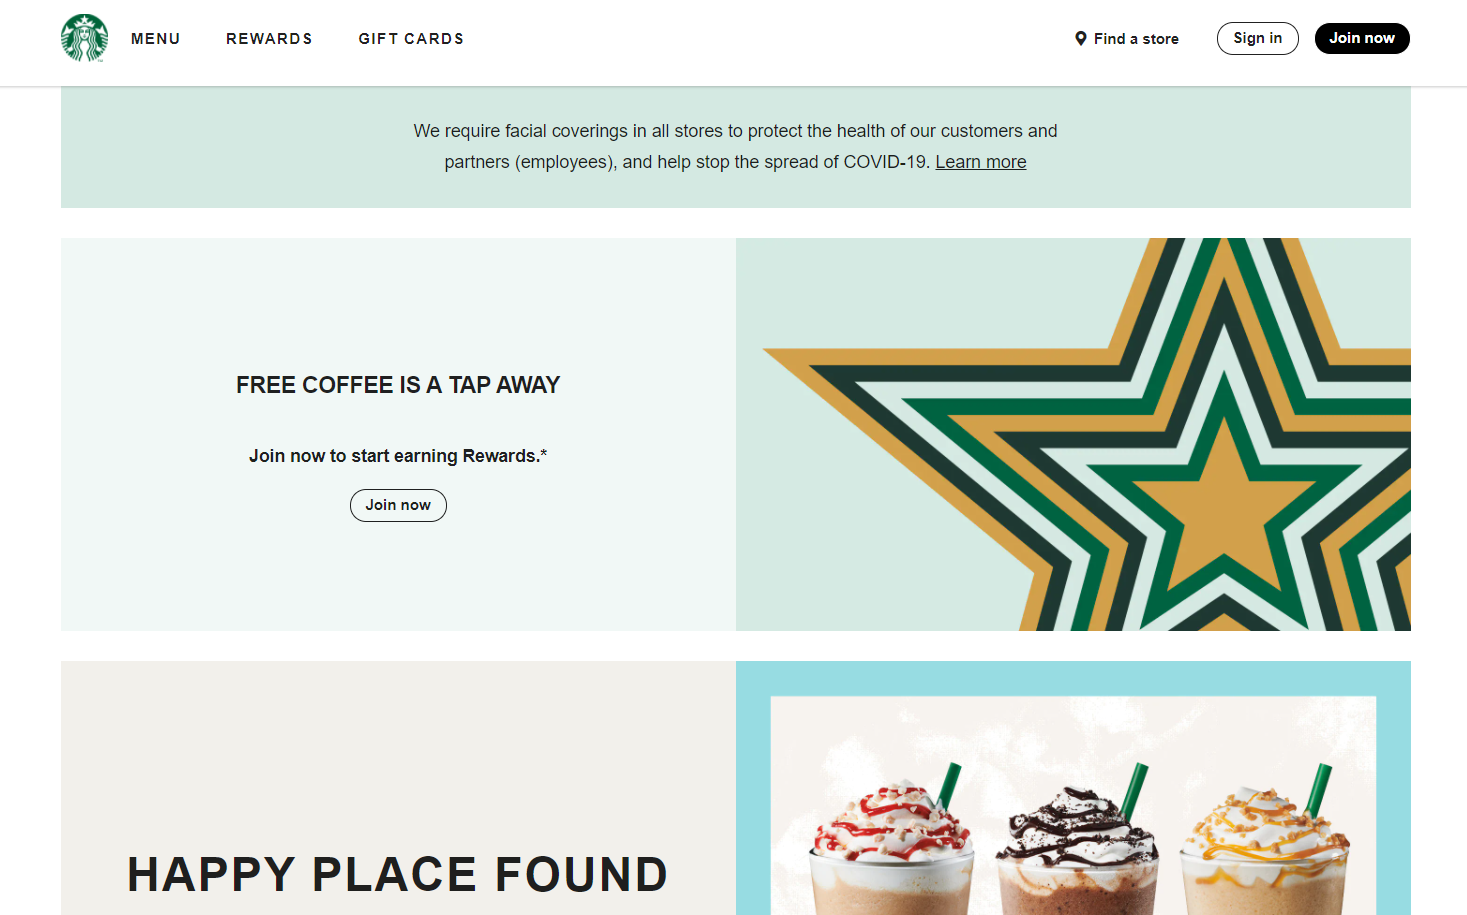 MENU
REWARDS
GIFT CARDS
Find a store
Sign in
Join now
We require facial coverings in all stores to protect the health of our customers and
partners (employees), and help stop the spread of COVID-19. Learn more
FREE COFFEE IS A TAP AWAY
Join now to start earning Rewards.*
Join now
HAPPY PLACE FOUND